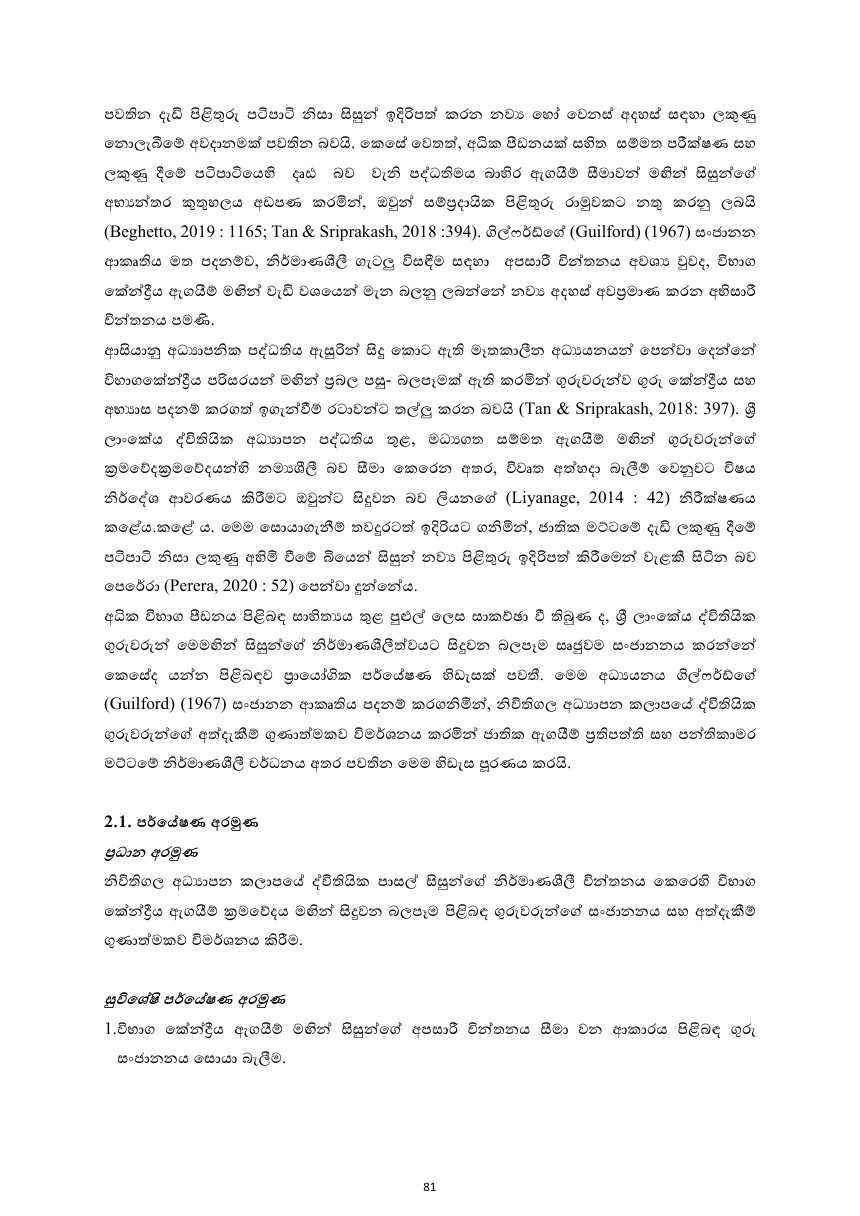 පවතින දැඩි පිළිතුරු පටිපාටි නිසා සිසුන් ඉදිරිපත් කරන නව්‍ය හෝ වෙනස් අදහස් සඳහා ලකුණු
නොලැබීමේ අවදානමක් පවතින බවයි. කෙසේ වෙතත්, අධික පීඩනයක් සහිත සම්මත පරීක්ෂණ සහ
ලකුණු දීමේ පටිපාටියෙහි දෘඪ බව වැනි පද්ධතිමය බාහිර ඇගයීම් සීමාවන් මඟින් සිසුන්ගේ
අභ්‍යන්තර කුතුහලය අඩපණ කරමින්, ඔවුන් සම්ප්‍රදායික පිළිතුරු රාමුවකට නතු කරනු ලබයි
(Beghetto, 2019 : 1165; Tan & Sriprakash, 2018 :394). ගිල්ෆර්ඩ්ගේ (Guilford) (1967) සංජානන
ආකෘතිය මත පදනම්ව, නිර්මාණශීලී ගැටලු විසඳීම සඳහා අපසාරී චින්තනය අවශ්‍ය වුවද, විභාග
කේන්ද්‍රීය ඇගයීම් මඟින් වැඩි වශයෙන් මැන බලනු ලබන්නේ නව්‍ය අදහස් අවප්‍රමාණ කරන අභිසාරී
චින්තනය පමණි.
ආසියානු අධ්‍යාපනික පද්ධතිය ඇසුරින් සිදු කොට ඇති මෑතකාලීන අධ්‍යයනයන් පෙන්වා දෙන්නේ
විභාගකේන්ද්‍රීය පරිසරයන් මඟින් ප්‍රබල පසු- බලපෑමක් ඇති කරමින් ගුරුවරුන්ව ගුරු කේන්ද්‍රීය සහ
අභ්‍යාස පදනම් කරගත් ඉගැන්වීම් රටාවන්ට තල්ලු කරන බවයි (Tan & Sriprakash, 2018: 397). ශ්‍රී
ලාංකේය ද්විතියික අධ්‍යාපන පද්ධතිය තුළ, මධ්‍යගත සම්මත ඇගයීම් මඟින් ගුරුවරුන්ගේ
ක්‍රමවේදක්‍රමවේදයන්හි නම්‍යශීලී බව සීමා කෙරෙන අතර, විවෘත අත්හදා බැලීම් වෙනුවට විෂය
නිර්දේශ ආවරණය කිරීමට ඔවුන්ට සිදුවන බව ලියනගේ (Liyanage, 2014 : 42) නිරීක්ෂණය
කළේය.කළේ ය. මෙම සොයාගැනීම් තවදුරටත් ඉදිරියට ගනිමින්, ජාතික මට්ටමේ දැඩි ලකුණු දීමේ
පටිපාටි නිසා ලකුණු අහිමි වීමේ බියෙන් සිසුන් නව්‍ය පිළිතුරු ඉදිරිපත් කිරීමෙන් වැළකී සිටින බව
පෙරේරා (Perera, 2020 : 52) පෙන්වා දුන්නේය.
අධික විභාග පීඩනය පිළිබඳ සාහිත්‍යය තුළ පුළුල් ලෙස සාකච්ඡා වී තිබුණ ද, ශ්‍රී ලාංකේය ද්විතියික
ගුරුවරුන් මෙමඟින් සිසුන්ගේ නිර්මාණශීලීත්වයට සිදුවන බලපෑම සෘජුවම සංජානනය කරන්නේ
කෙසේද යන්න පිළිබඳව ප්‍රායෝගික පර්යේෂණ හිඩැසක් පවතී. මෙම අධ්‍යයනය ගිල්ෆර්ඩ්ගේ
(Guilford) (1967) සංජානන ආකෘතිය පදනම් කරගනිමින්, නිවිතිගල අධ්‍යාපන කලාපයේ ද්විතියික
ගුරුවරුන්ගේ අත්දැකීම් ගුණාත්මකව විමර්ශනය කරමින් ජාතික ඇගයීම් ප්‍රතිපත්ති සහ පන්තිකාමර
මට්ටමේ නිර්මාණශීලී වර්ධනය අතර පවතින මෙම හිඩැස පූරණය කරයි.
2.1. පර්යේෂණ අරමුණ
ප්‍රධාන අරමුණ
නිවිතිගල අධ්‍යාපන කලාපයේ ද්විතියික පාසල් සිසුන්ගේ නිර්මාණශීලී චින්තනය කෙරෙහි විභාග
කේන්ද්‍රීය ඇගයීම් ක්‍රමවේදය මඟින් සිදුවන බලපෑම පිළිබඳ ගුරුවරුන්ගේ සංජානනය සහ අත්දැකීම්
ගුණාත්මකව විමර්ශනය කිරීම.
සුවිශේෂි පර්යේෂණ අරමුණ
1.විභාග කේන්ද්‍රීය ඇගයීම් මඟින් සිසුන්ගේ අපසාරී චින්තනය සීමා වන ආකාරය පිළිබඳ ගුරු
සංජානනය සොයා බැලීම.
81